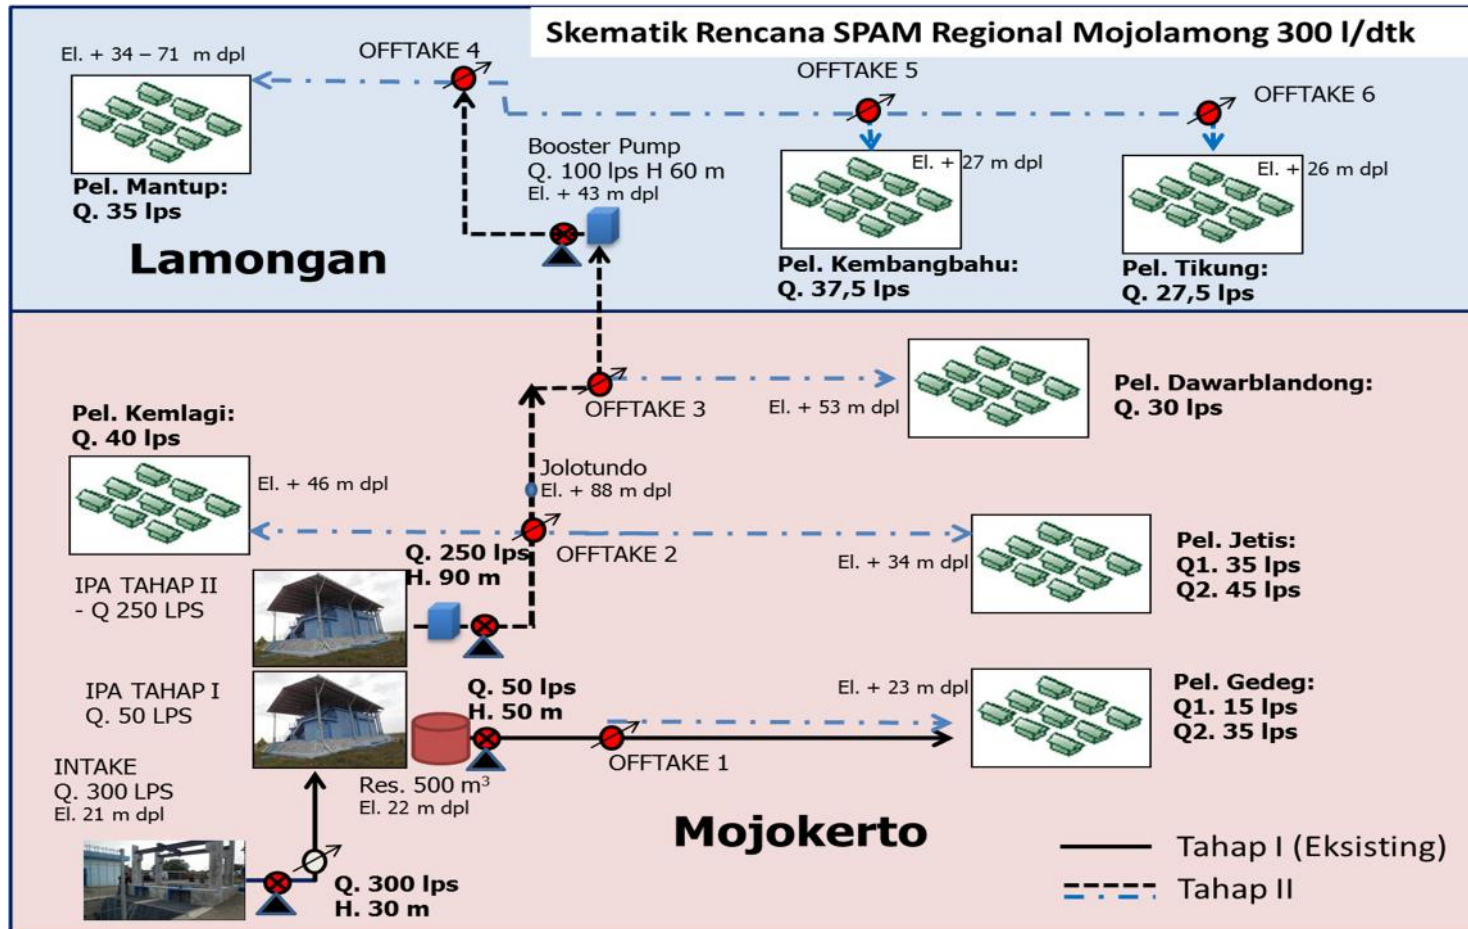 Skematik Rencana SPAM Regional Mojolamong 300 l/dtk
El. + 34 – 71 m dpl
OFFTAKE 4
OFFTAKE 5
OFFTAKE 6
Booster Pump
Q. 100 lps H 60 m
El. + 43 m dpl
El. + 27 m dpl
El. + 26 m dpl
Pel. Mantup:
Q. 35 lps
Lamongan
Pel. Kembangbahu:
Q. 37,5 lps
Pel. Tikung:
Q. 27,5 lps
OFFTAKE 3
El. + 53 m dpl
Pel. Dawarblandong:
Q. 30 lps
Pel. Kemlagi:
Q. 40 lps
El. + 46 m dpl
Jolotundo
El. + 88 m dpl
OFFTAKE 2
Q. 250 lps
H. 90 m
El. + 34 m dpl
Pel. Jetis:
Q1. 35 lps
Q2. 45 lps
IPA TAHAP II
- Q 250 LPS
IPA TAHAP I
Q. 50 LPS
Q. 50 lps
H. 50 m
OFFTAKE 1
El. + 23 m dpl
Pel. Gedeg:
Q1. 15 lps
Q2. 35 lps
Res. 500 m³
El. 22 m dpl
INTAKE
Q. 300 LPS
El. 21 m dpl
Q. 300 lps
H. 30 m
Mojokerto
Tahap I (Eksisting)
Tahap II